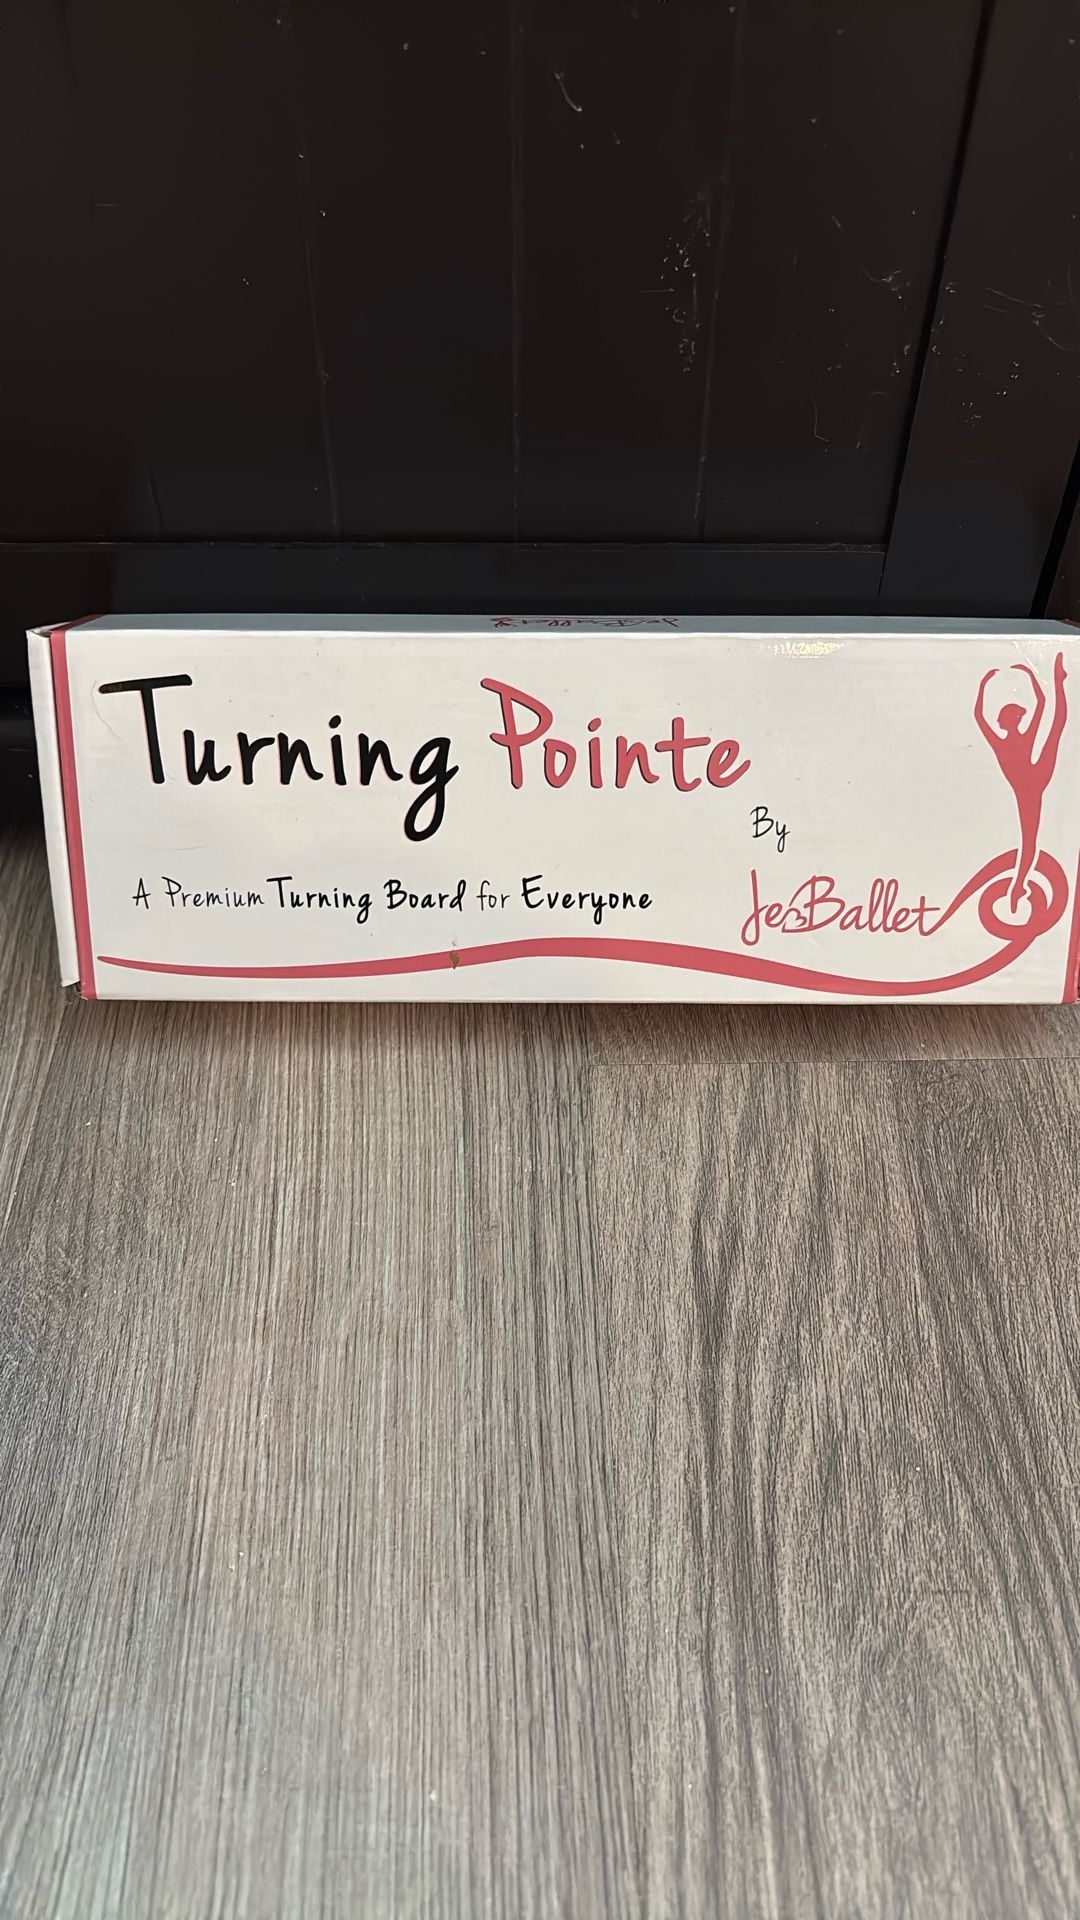 Turning Pointe
By
A Premium Turning Board for Everyone
JesBallet